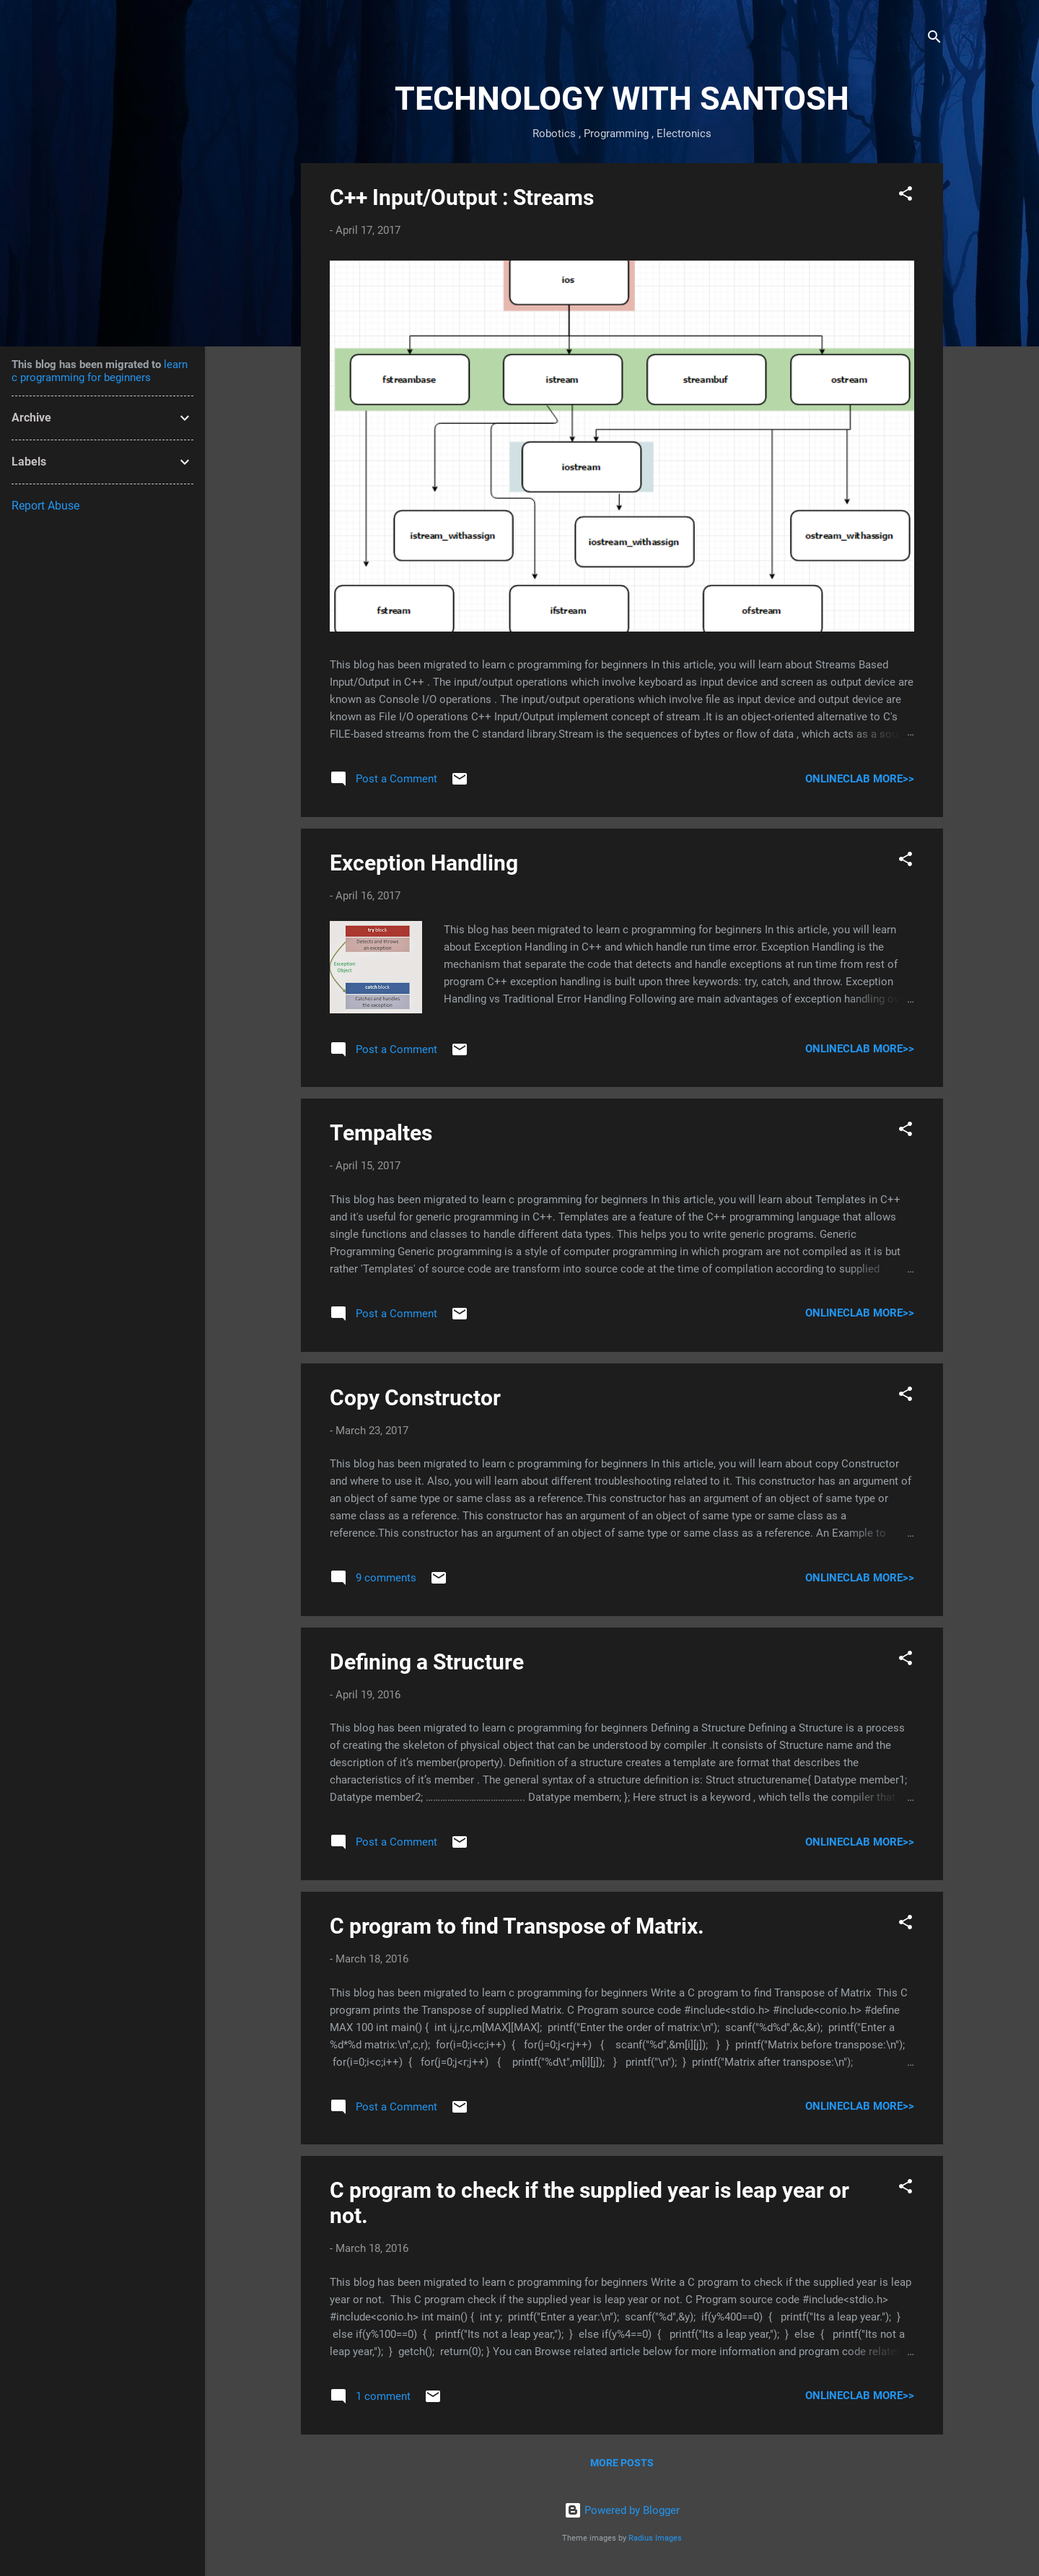 TECHNOLOGY WITH SANTOSH
Robotics , Programming , Electronics
This blog has been migrated to learn
c programming for beginners
Archive
Labels
Report Abuse
C++ Input/Output : Streams
- April 17, 2017
ios
fstreambase
istream
streambuf
ostream
iostream
istream_withassign
iostream_withassign
ostream_withassign
fstream
ifstream
ofstream
This blog has been migrated to learn c programming for beginners In this article, you will learn about Streams Based
Input/Output in C++ . The input/output operations which involve keyboard as input device and screen as output device are
known as Console I/O operations . The input/output operations which involve file as input device and output device are
known as File I/O operations C++ Input/Output implement concept of stream .It is an object-oriented alternative to C's
FILE-based streams from the C standard library.Stream is the sequences of bytes or flow of data , which acts as a ...
Post a Comment
ONLINECLAB MORE>>
Exception Handling
- April 16, 2017
try block
Detects and throws
an exception
Exception
Object
catch block
Catches and handles
the exception
This blog has been migrated to learn c programming for beginners In this article, you will learn
about Exception Handling in C++ and which handle run time error. Exception Handling is the
mechanism that separate the code that detects and handle exceptions at run time from rest of
program C++ exception handling is built upon three keywords: try, catch, and throw. Exception
Handling vs Traditional Error Handling Following are main advantages of exception handling ...
Post a Comment
ONLINECLAB MORE>>
Tempaltes
- April 15, 2017
This blog has been migrated to learn c programming for beginners In this article, you will learn about Templates in C++
and it's useful for generic programming in C++. Templates are a feature of the C++ programming language that allows
single functions and classes to handle different data types. This helps you to write generic programs. Generic
Programming Generic programming is a style of computer programming in which program are not compiled as it is but
rather 'Templates' of source code are transform into source code at the time of compilation according to supplied ...
Post a Comment
ONLINECLAB MORE>>
Copy Constructor
- March 23, 2017
This blog has been migrated to learn c programming for beginners In this article, you will learn about copy Constructor
and where to use it. Also, you will learn about different troubleshooting related to it. This constructor has an argument of
an object of same type or same class as a reference.This constructor has an argument of an object of same type or
same class as a reference. This constructor has an argument of an object of same type or same class as a
reference.This constructor has an argument of an object of same type or same class as a reference. An Example to ...
9 comments
ONLINECLAB MORE>>
Defining a Structure
- April 19, 2016
This blog has been migrated to learn c programming for beginners Defining a Structure Defining a Structure is a process
of creating the skeleton of physical object that can be understood by compiler .It consists of Structure name and the
description of it’s member(property). Definition of a structure creates a template are format that describes the
characteristics of it’s member . The general syntax of a structure definition is: Struct structurename{ Datatype member1;
Datatype member2; ………………………………….. Datatype membern; }; Here struct is a keyword , which tells the compiler that ...
Post a Comment
ONLINECLAB MORE>>
C program to find Transpose of Matrix.
- March 18, 2016
This blog has been migrated to learn c programming for beginners Write a C program to find Transpose of Matrix This C
program prints the Transpose of supplied Matrix. C Program source code #include<stdio.h> #include<conio.h> #define
MAX 100 int main() { int i,j,r,c,m[MAX][MAX]; printf("Enter the order of matrix:\n"); scanf("%d%d",&c,&r); printf("Enter a
%d*%d matrix:\n",c,r); for(i=0;i<c;i++) { for(j=0;j<r;j++) { scanf("%d",&m[i][j]); } } printf("Matrix before transpose:\n");
for(i=0;i<c;i++) { for(j=0;j<r;j++) { printf("%d\t",m[i][j]); } printf("\n"); } printf("Matrix after transpose:\n"); ...
Post a Comment
ONLINECLAB MORE>>
C program to check if the supplied year is leap year or
not.
- March 18, 2016
This blog has been migrated to learn c programming for beginners Write a C program to check if the supplied year is leap
year or not. This C program check if the supplied year is leap year or not. C Program source code #include<stdio.h>
#include<conio.h> int main() { int y; printf("Enter a year:\n"); scanf("%d",&y); if(y%400==0) { printf("Its a leap year."); }
else if(y%100==0) { printf("Its not a leap year,"); } else if(y%4==0) { printf("Its a leap year,"); } else { printf("Its not a
leap year,"); } getch(); return(0); } You can Browse related article below for more information and program code related ...
1 comment
ONLINECLAB MORE>>
MORE POSTS
Powered by Blogger
Theme images by Radius Images